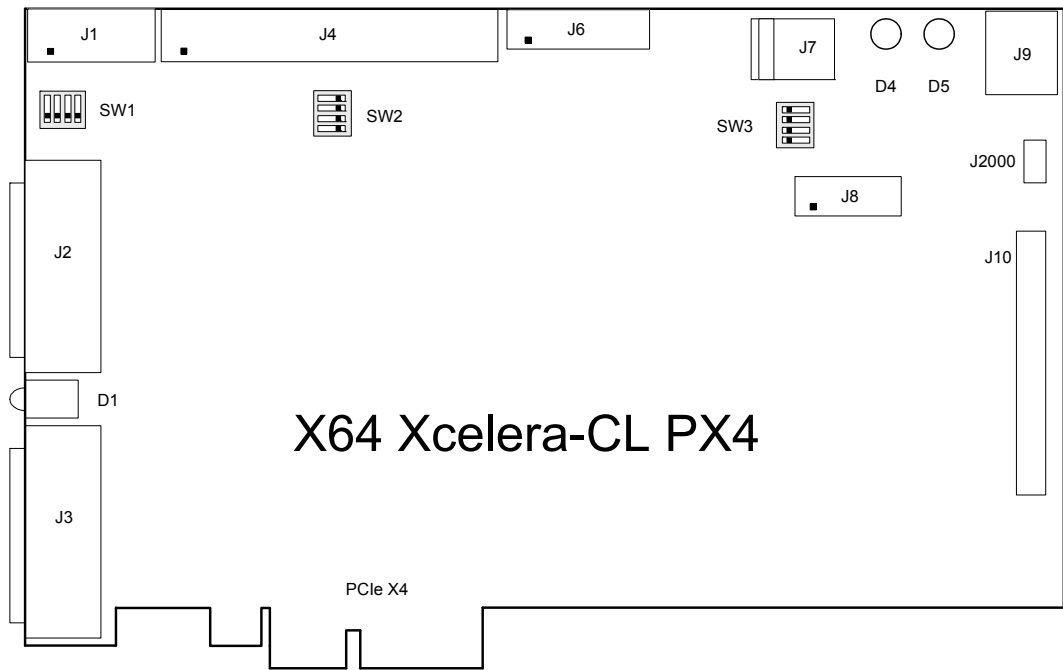 J1
J4
J6
J7
D4
D5
J9
SW1
SW2
SW3
J2000
J8
J2
J10
D1
X64 Xcelera-CL PX4
J3
PCIe X4